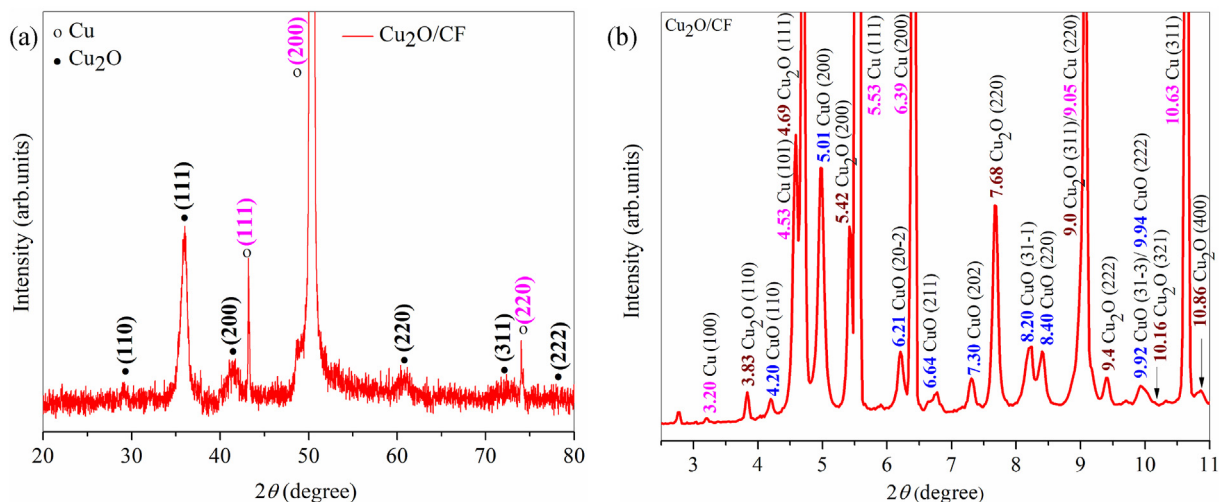 (a)
○ Cu
● Cu2O
Cu2O/CF
(110)
(111)
(200)
(111)
(200)
(220)
(311)
(220)
(222)
Intensity (arb.units)
20 30 40 50 60 70 80
2θ (degree)
(b)
Cu2O/CF
3.20 Cu (100)
3.83 Cu2O (110)
4.20 CuO (110)
4.53 Cu (101)
4.69 Cu2O (111)
5.01 CuO (200)
5.42 Cu2O (200)
5.53 Cu (111)
6.21 CuO (20-2)
6.39 Cu (200)
6.64 CuO (211)
7.30 CuO (202)
7.68 Cu2O (220)
8.20 CuO (31-1)
8.40 CuO (220)
9.0 Cu2O (311)/9.05 Cu (220)
9.4 Cu2O (222)
9.92 CuO (31-3)/ 9.94 CuO (222)
10.16 Cu2O (321)
10.63 Cu (311)
10.86 Cu2O (400)
Intensity (arb.units)
3 4 5 6 7 8 9 10 11
2θ (degree)